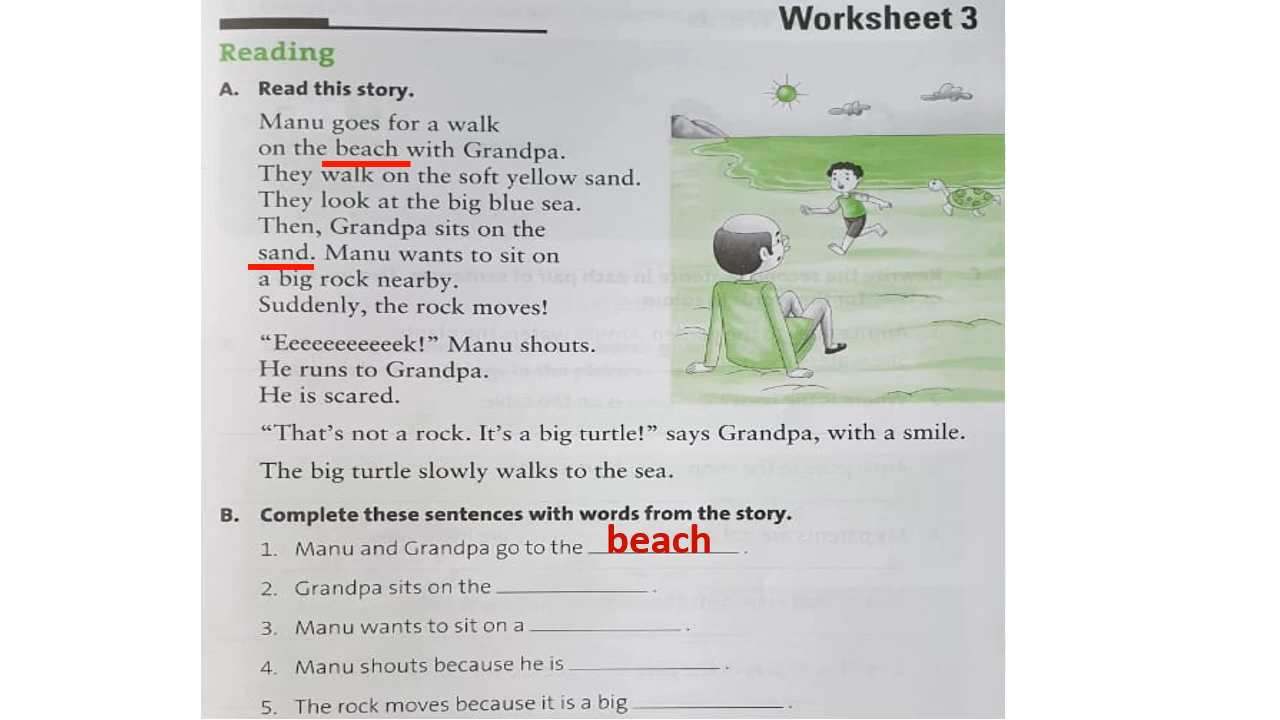 Worksheet 3
Reading
A. Read this story.
Manu goes for a walk
on the beach with Grandpa.
They walk on the soft yellow sand.
They look at the big blue sea.
Then, Grandpa sits on the
sand. Manu wants to sit on
a big rock nearby.
Suddenly, the rock moves!
“Eeeeeeeeeeek!” Manu shouts.
He runs to Grandpa.
He is scared.
“That’s not a rock. It’s a big turtle!” says Grandpa, with a smile.
The big turtle slowly walks to the sea.
B. Complete these sentences with words from the story.
1. Manu and Grandpa go to the beach .
2. Grandpa sits on the ____________ .
3. Manu wants to sit on a ____________ .
4. Manu shouts because he is ____________ .
5. The rock moves because it is a big ____________ .